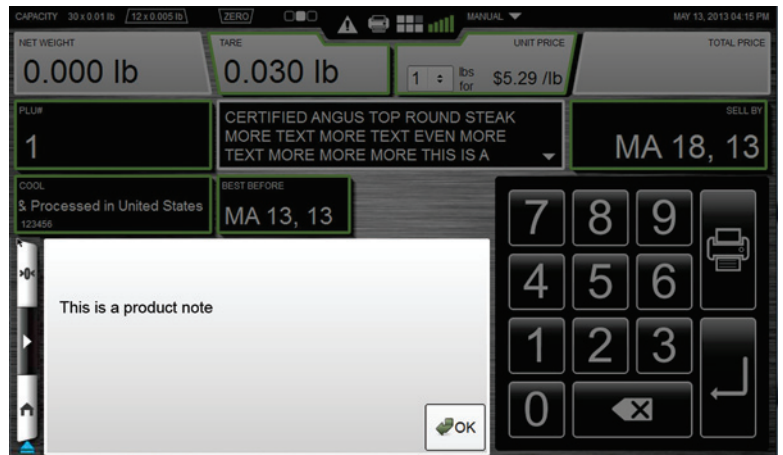 CAPACITY 30 x 0.01 lb 12 x 0.005 lb ZERO MANUAL MAY 13, 2013 04:15 PM
NET WEIGHT TARE UNIT PRICE TOTAL PRICE
0.000 lb 0.030 lb 1 lbs for $5.29 /lb
PLU# SELL BY
1
CERTIFIED ANGUS TOP ROUND STEAK
MORE TEXT MORE TEXT EVEN MORE
TEXT MORE MORE MORE THIS IS A
MA 18, 13
COOL BEST BEFORE
& Processed in United States MA 13, 13
123456
7 8 9
>0<
This is a product note
4 5 6
1 2 3
0
OK